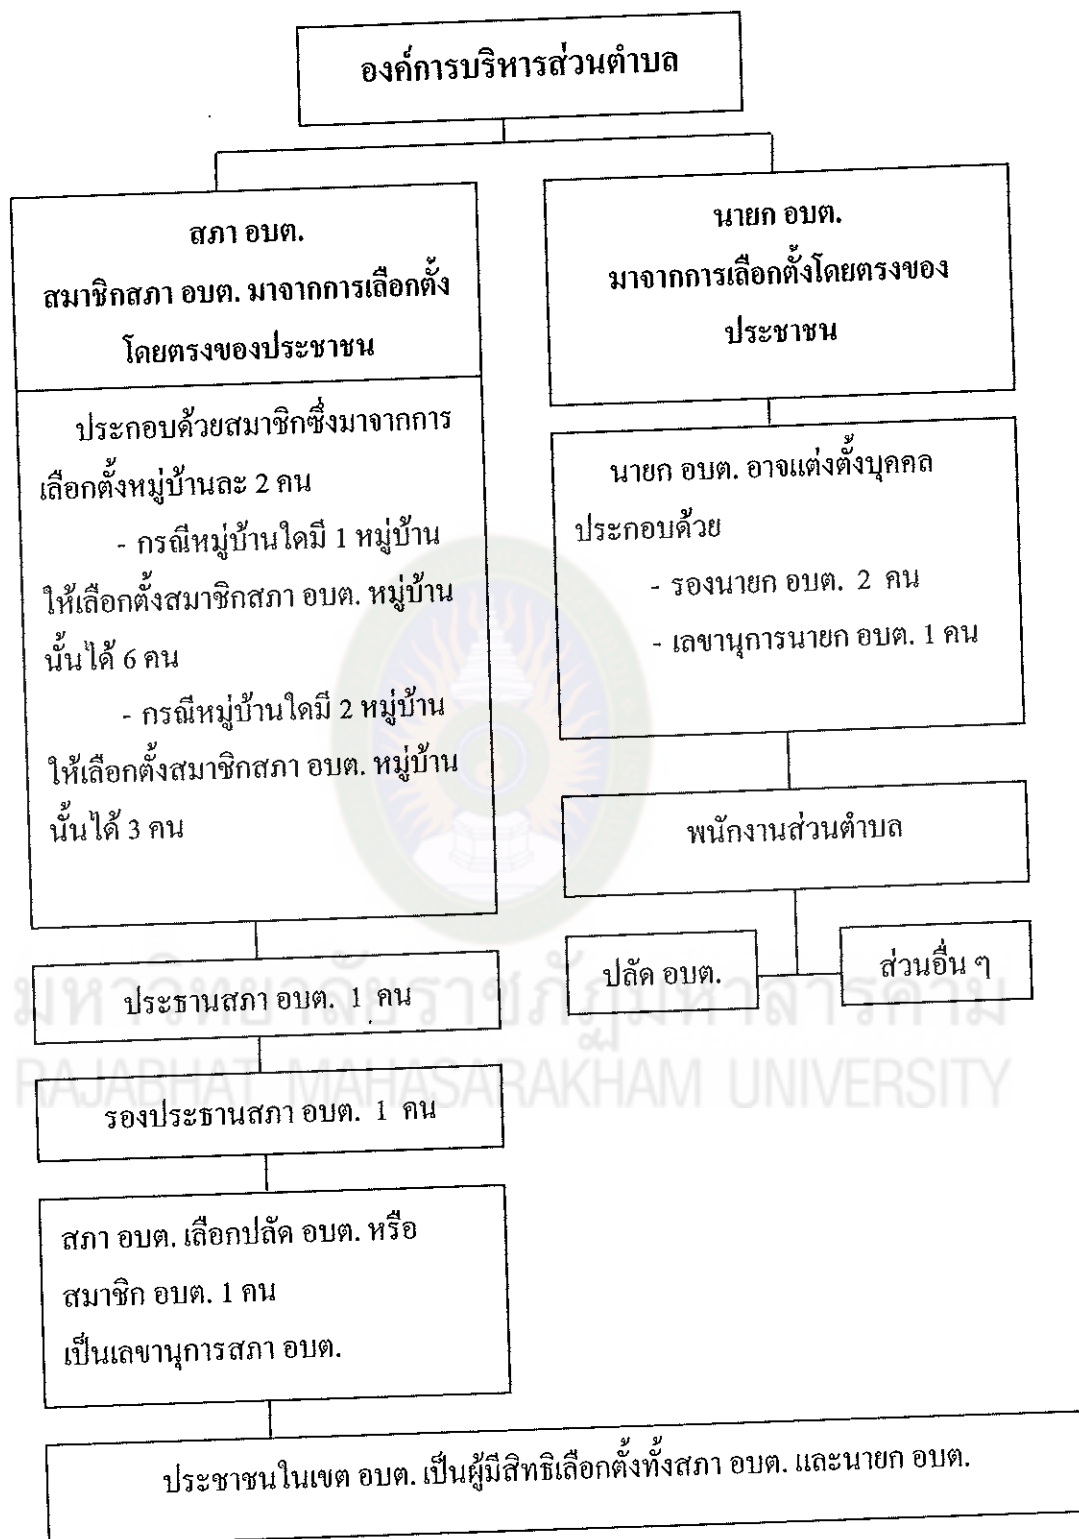 องค์การบริหารส่วนตำบล
สภา อบต.
สมาชิกสภา อบต. มาจากการเลือกตั้ง
โดยตรงของประชาชน
ประกอบด้วยสมาชิกซึ่งมาจากการ
เลือกตั้งหมู่บ้านละ 2 คน
- กรณีหมู่บ้านใดมี 1 หมู่บ้าน
ให้เลือกตั้งสมาชิกสภา อบต. หมู่บ้าน
นั้นได้ 6 คน
- กรณีหมู่บ้านใดมี 2 หมู่บ้าน
ให้เลือกตั้งสมาชิกสภา อบต. หมู่บ้าน
นั้นได้ 3 คน
ประธานสภา อบต. 1 คน
รองประธานสภา อบต. 1 คน
สภา อบต. เลือกปลัด อบต. หรือ
สมาชิก อบต. 1 คน
เป็นเลขานุการสภา อบต.
นายก อบต.
มาจากการเลือกตั้งโดยตรงของ
ประชาชน
นายก อบต. อาจแต่งตั้งบุคคล
ประกอบด้วย
- รองนายก อบต. 2 คน
- เลขานุการนายก อบต. 1 คน
พนักงานส่วนตำบล
ปลัด อบต.
ส่วนอื่น ๆ
ประชาชนในเขต อบต. เป็นผู้มีสิทธิเลือกตั้งทั้งสภา อบต. และนายก อบต.
มหาวิทยาลัยราชภัฏมหาสารคาม
RAJABHAT MAHASARAKHAM UNIVERSITY